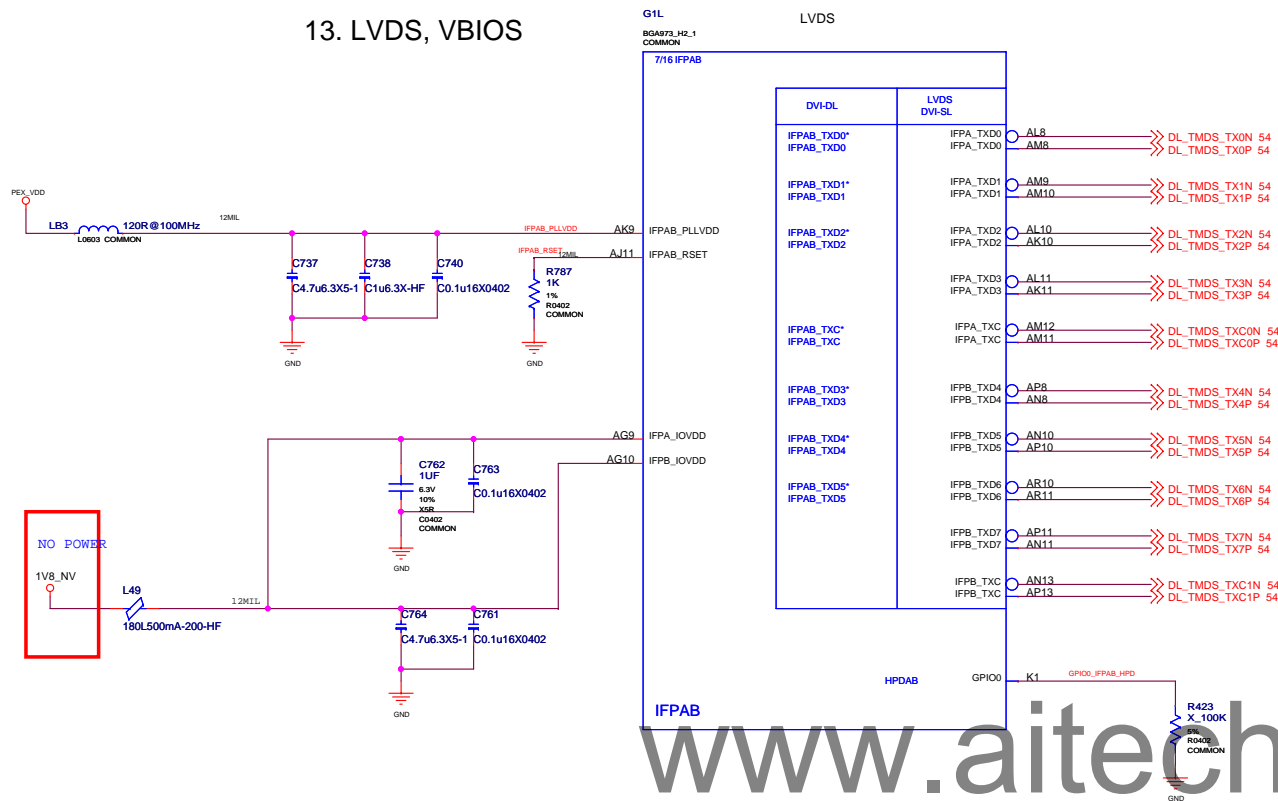 13. LVDS, VBIOS
G1L
LVDS
BGA973_H2_1
COMMON
7/16 IFPAB
DVI-DL
LVDS
DVI-SL
IFPAB_TXD0*
IFPAB_TXD0
IFPA_TXD0
IFPA_TXD0
AL8
AM8
DL_TMDS_TX0N 54
DL_TMDS_TX0P 54
IFPAB_TXD1*
IFPAB_TXD1
IFPA_TXD1
IFPA_TXD1
AM9
AM10
DL_TMDS_TX1N 54
DL_TMDS_TX1P 54
PEX_VDD
LB3
120R@100MHz
L0603 COMMON
12MIL
IFPAB_PLLVDD
AK9
IFPAB_PLLVDD
IFPAB_RSET
12MIL
AJ11
IFPAB_RSET
IFPAB_TXD2*
IFPAB_TXD2
IFPA_TXD2
IFPA_TXD2
AL10
AK10
DL_TMDS_TX2N 54
DL_TMDS_TX2P 54
C737
C4.7u6.3X5-1
C738
C1u6.3X-HF
C740
C0.1u16X0402
R787
1K
1%
R0402
COMMON
GND
GND
IFPA_TXD3
IFPA_TXD3
AL11
AK11
DL_TMDS_TX3N 54
DL_TMDS_TX3P 54
IFPAB_TXC*
IFPAB_TXC
IFPA_TXC
IFPA_TXC
AM12
AM11
DL_TMDS_TXC0N 54
DL_TMDS_TXC0P 54
IFPAB_TXD3*
IFPAB_TXD3
IFPB_TXD4
IFPB_TXD4
AP8
AN8
DL_TMDS_TX4N 54
DL_TMDS_TX4P 54
AG9
IFPA_IOVDD
AG10
IFPB_IOVDD
IFPAB_TXD4*
IFPAB_TXD4
IFPB_TXD5
IFPB_TXD5
AN10
AP10
DL_TMDS_TX5N 54
DL_TMDS_TX5P 54
C762
1UF
6.3V
10%
X5R
C0402
COMMON
C763
C0.1u16X0402
GND
IFPAB_TXD5*
IFPAB_TXD5
IFPB_TXD6
IFPB_TXD6
AR10
AR11
DL_TMDS_TX6N 54
DL_TMDS_TX6P 54
IFPB_TXD7
IFPB_TXD7
AP11
AN11
DL_TMDS_TX7N 54
DL_TMDS_TX7P 54
NO POWER
1V8_NV
L49
180L500mA-200-HF
12MIL
IFPB_TXC
IFPB_TXC
AN13
AP13
DL_TMDS_TXC1N 54
DL_TMDS_TXC1P 54
C764
C4.7u6.3X5-1
C761
C0.1u16X0402
GND
HPDAB
GPIO0
K1
GPIO0_IFPAB_HPD
IFPAB
R423
X_100K
5%
R0402
COMMON
GND
www.aitech